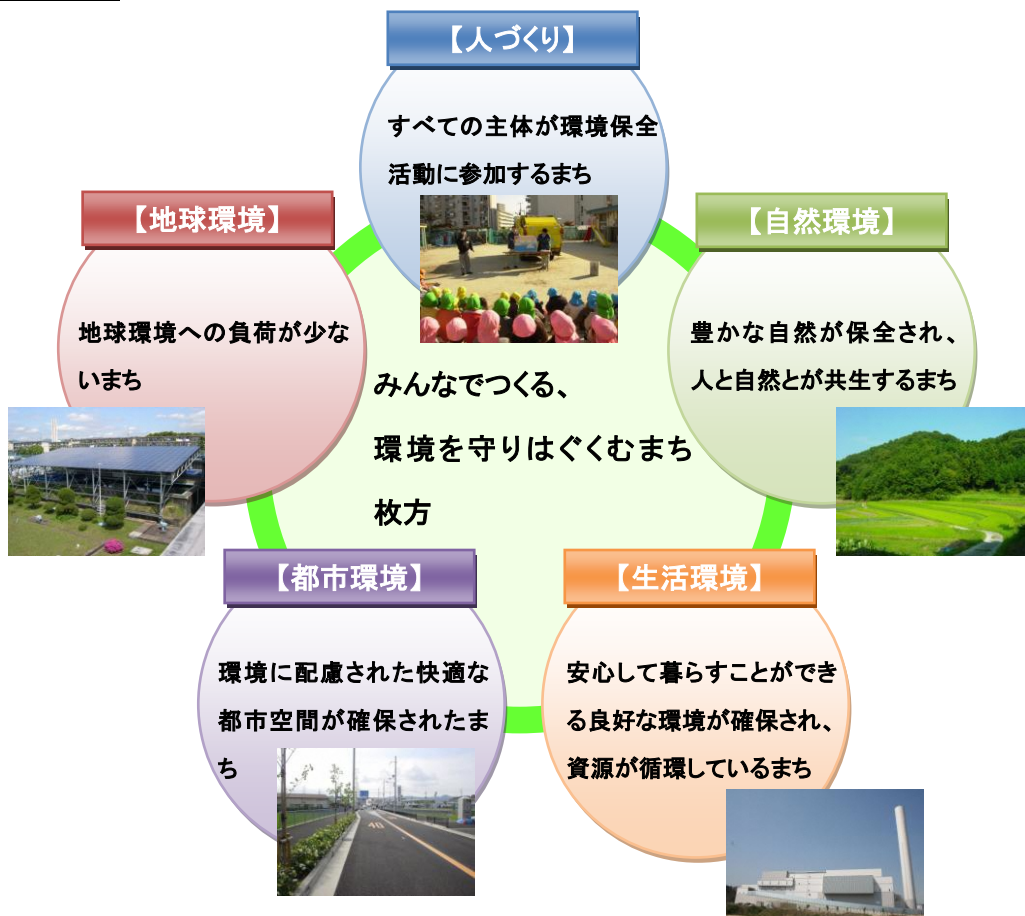 【人づくり】
すべての主体が環境保全
活動に参加するまち
【地球環境】
地球環境への負荷が少な
いまち
【自然環境】
豊かな自然が保全され、
人と自然とが共生するまち
みんなでつくる、
環境を守りはぐくむまち
枚方
【都市環境】
環境に配慮された快適な
都市空間が確保されたま
ち
【生活環境】
安心して暮らすことができ
る良好な環境が確保され、
資源が循環しているまち
40